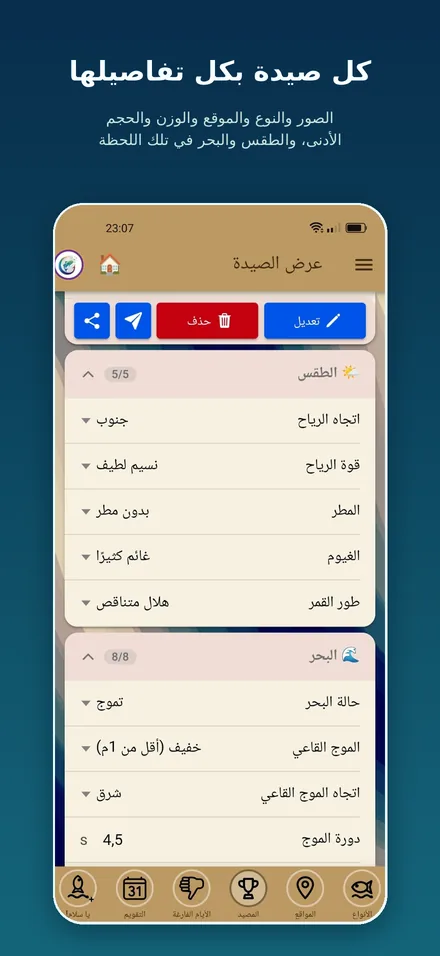 كل صيدة بكل تفاصيلها
الصور والنوع والموقع والوزن والحجم
الأدنى، والطقس والبحر في تلك اللحظة
23:07
عرض الصيدة
تعديل
حذف
الطقس
5/5
اتجاه الرياح
جنوب
قوة الرياح
نسيم لطيف
المطر
بدون مطر
الغيوم
غائم كثيرًا
طور القمر
هلال متناقص
البحر
8/8
حالة البحر
تموج
الموج القاعي
خفيف (أقل من 1م)
اتجاه الموج القاعي
شرق
دورة الموج
4,5 s
الأنواع
المواقع
المصيد
الأيام الفارغة
31
التقويم
يا سلام!